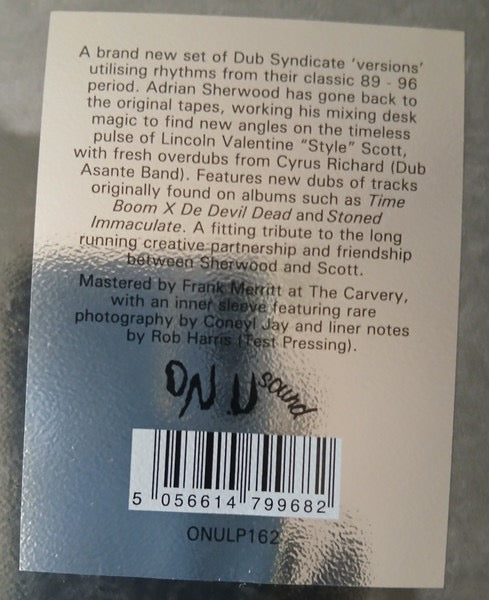 A brand new set of Dub Syndicate 'versions'
utilising rhythms from their classic 89 - 96
period. Adrian Sherwood has gone back to
the original tapes, working his mixing desk
magic to find new angles on the timeless
pulse of Lincoln Valentine "Style" Scott,
with fresh overdubs from Cyrus Richard (Dub
Asante Band). Features new dubs of tracks
originally found on albums such as Time
Boom X De Devil Dead and Stoned
Immaculate. A fitting tribute to the long
running creative partnership and friendship
between Sherwood and Scott.
Mastered by Frank Merritt at The Carvery,
with an inner sleeve featuring rare
photography by Coneyl Jay and liner notes
by Rob Harris (Test Pressing).
ON U sound
5 056614 799682
ONULP162